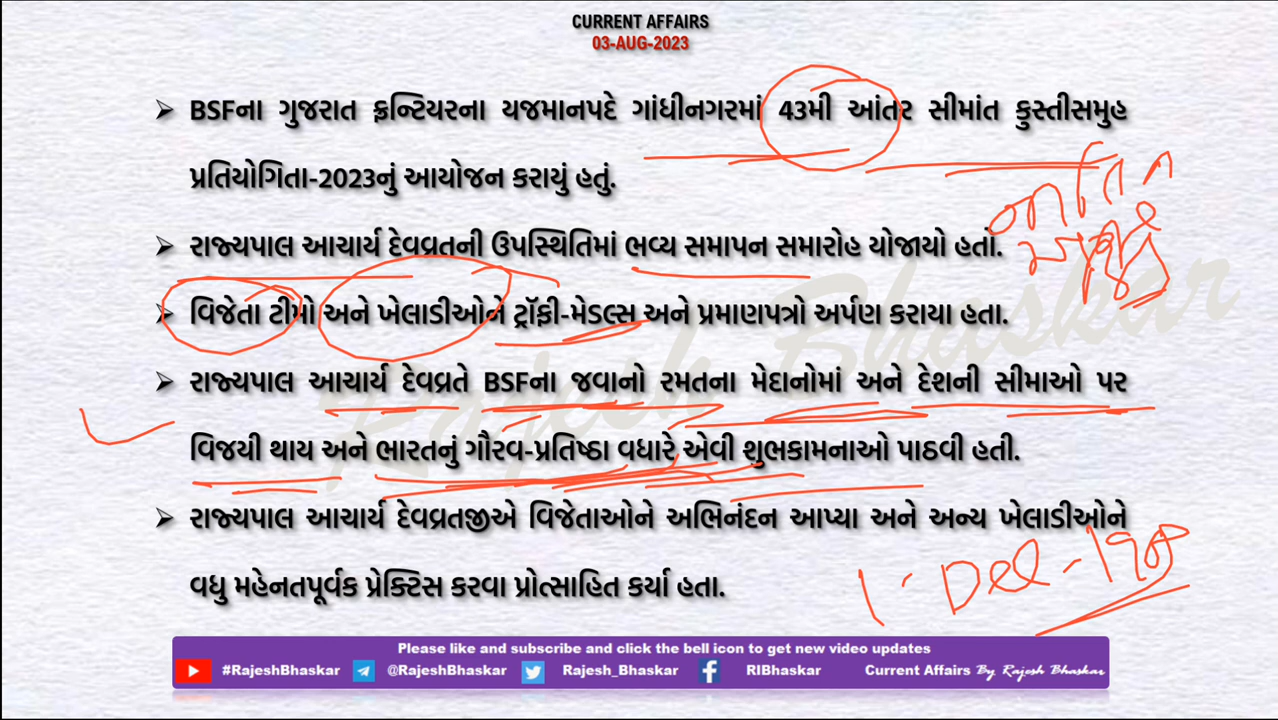 CURRENT AFFAIRS
03-AUG-2023
➢ BSFના ગુજરાત ફ્રન્ટિયરના યજમાનપદે ગાંધીનગરમાં 43મી આંતર સીમાંત કુસ્તીસમુહ
પ્રતિયોગિતા-2023નું આયોજન કરાયું હતું.
➢ રાજ્યપાલ આચાર્ય દેવવ્રતની ઉપસ્થિતિમાં ભવ્ય સમાપન સમારોહ યોજાયો હતાં.
➢ વિજેતા ટીમો અને ખેલાડીઓને ટ્રૉફી-મેડલ્સ અને પ્રમાણપત્રો અર્પણ કરાયા હતા.
➢ રાજ્યપાલ આચાર્ય દેવવ્રતે BSFના જવાનો રમતના મેદાનોમાં અને દેશની સીમાઓ પર
વિજયી થાય અને ભારતનું ગૌરવ-પ્રતિષ્ઠા વધારે એવી શુભકામનાઓ પાઠવી હતી.
➢ રાજ્યપાલ આચાર્ય દેવવ્રતજીએ વિજેતાઓને અભિનંદન આપ્યા અને અન્ય ખેલાડીઓને
વધુ મહેનતપૂર્વક પ્રેક્ટિસ કરવા પ્રોત્સાહિત કર્યા હતા.
Rajesh Bhaskar
Please like and subscribe and click the bell icon to get new video updates
#RajeshBhaskar @RajeshBhaskar Rajesh_Bhaskar RIBhaskar Current Affairs By Rajesh Bhaskar